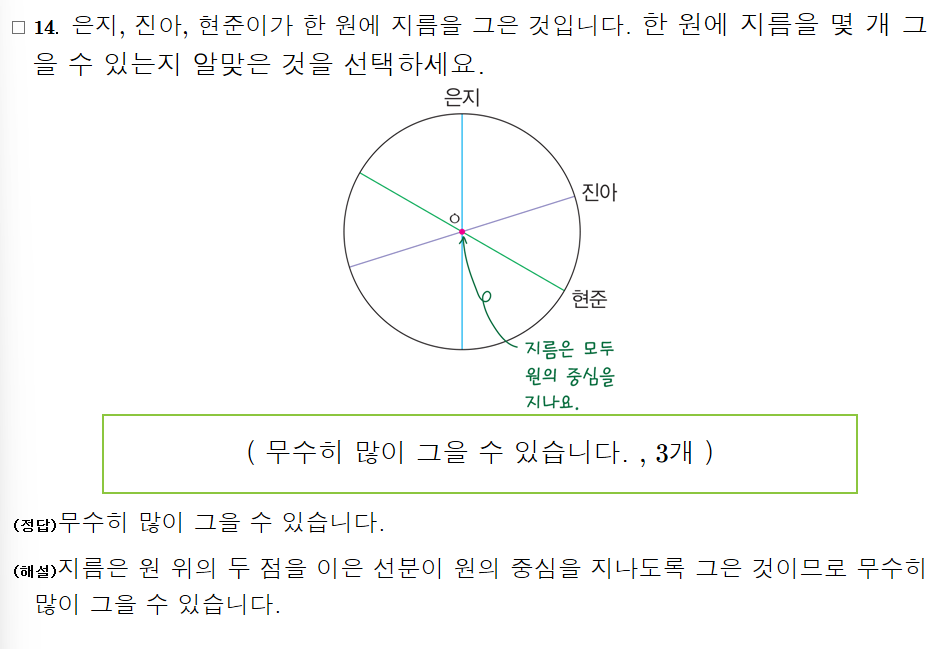 □ 14. 은지, 진아, 현준이가 한 원에 지름을 그은 것입니다. 한 원에 지름을 몇 개 그
을 수 있는지 알맞은 것을 선택하세요.
은지
진아
ㅇ
현준
지름은 모두
원의 중심을
지나요.
( 무수히 많이 그을 수 있습니다. , 3개 )
(정답)무수히 많이 그을 수 있습니다.
(해설)지름은 원 위의 두 점을 이은 선분이 원의 중심을 지나도록 그은 것이므로 무수히
많이 그을 수 있습니다.